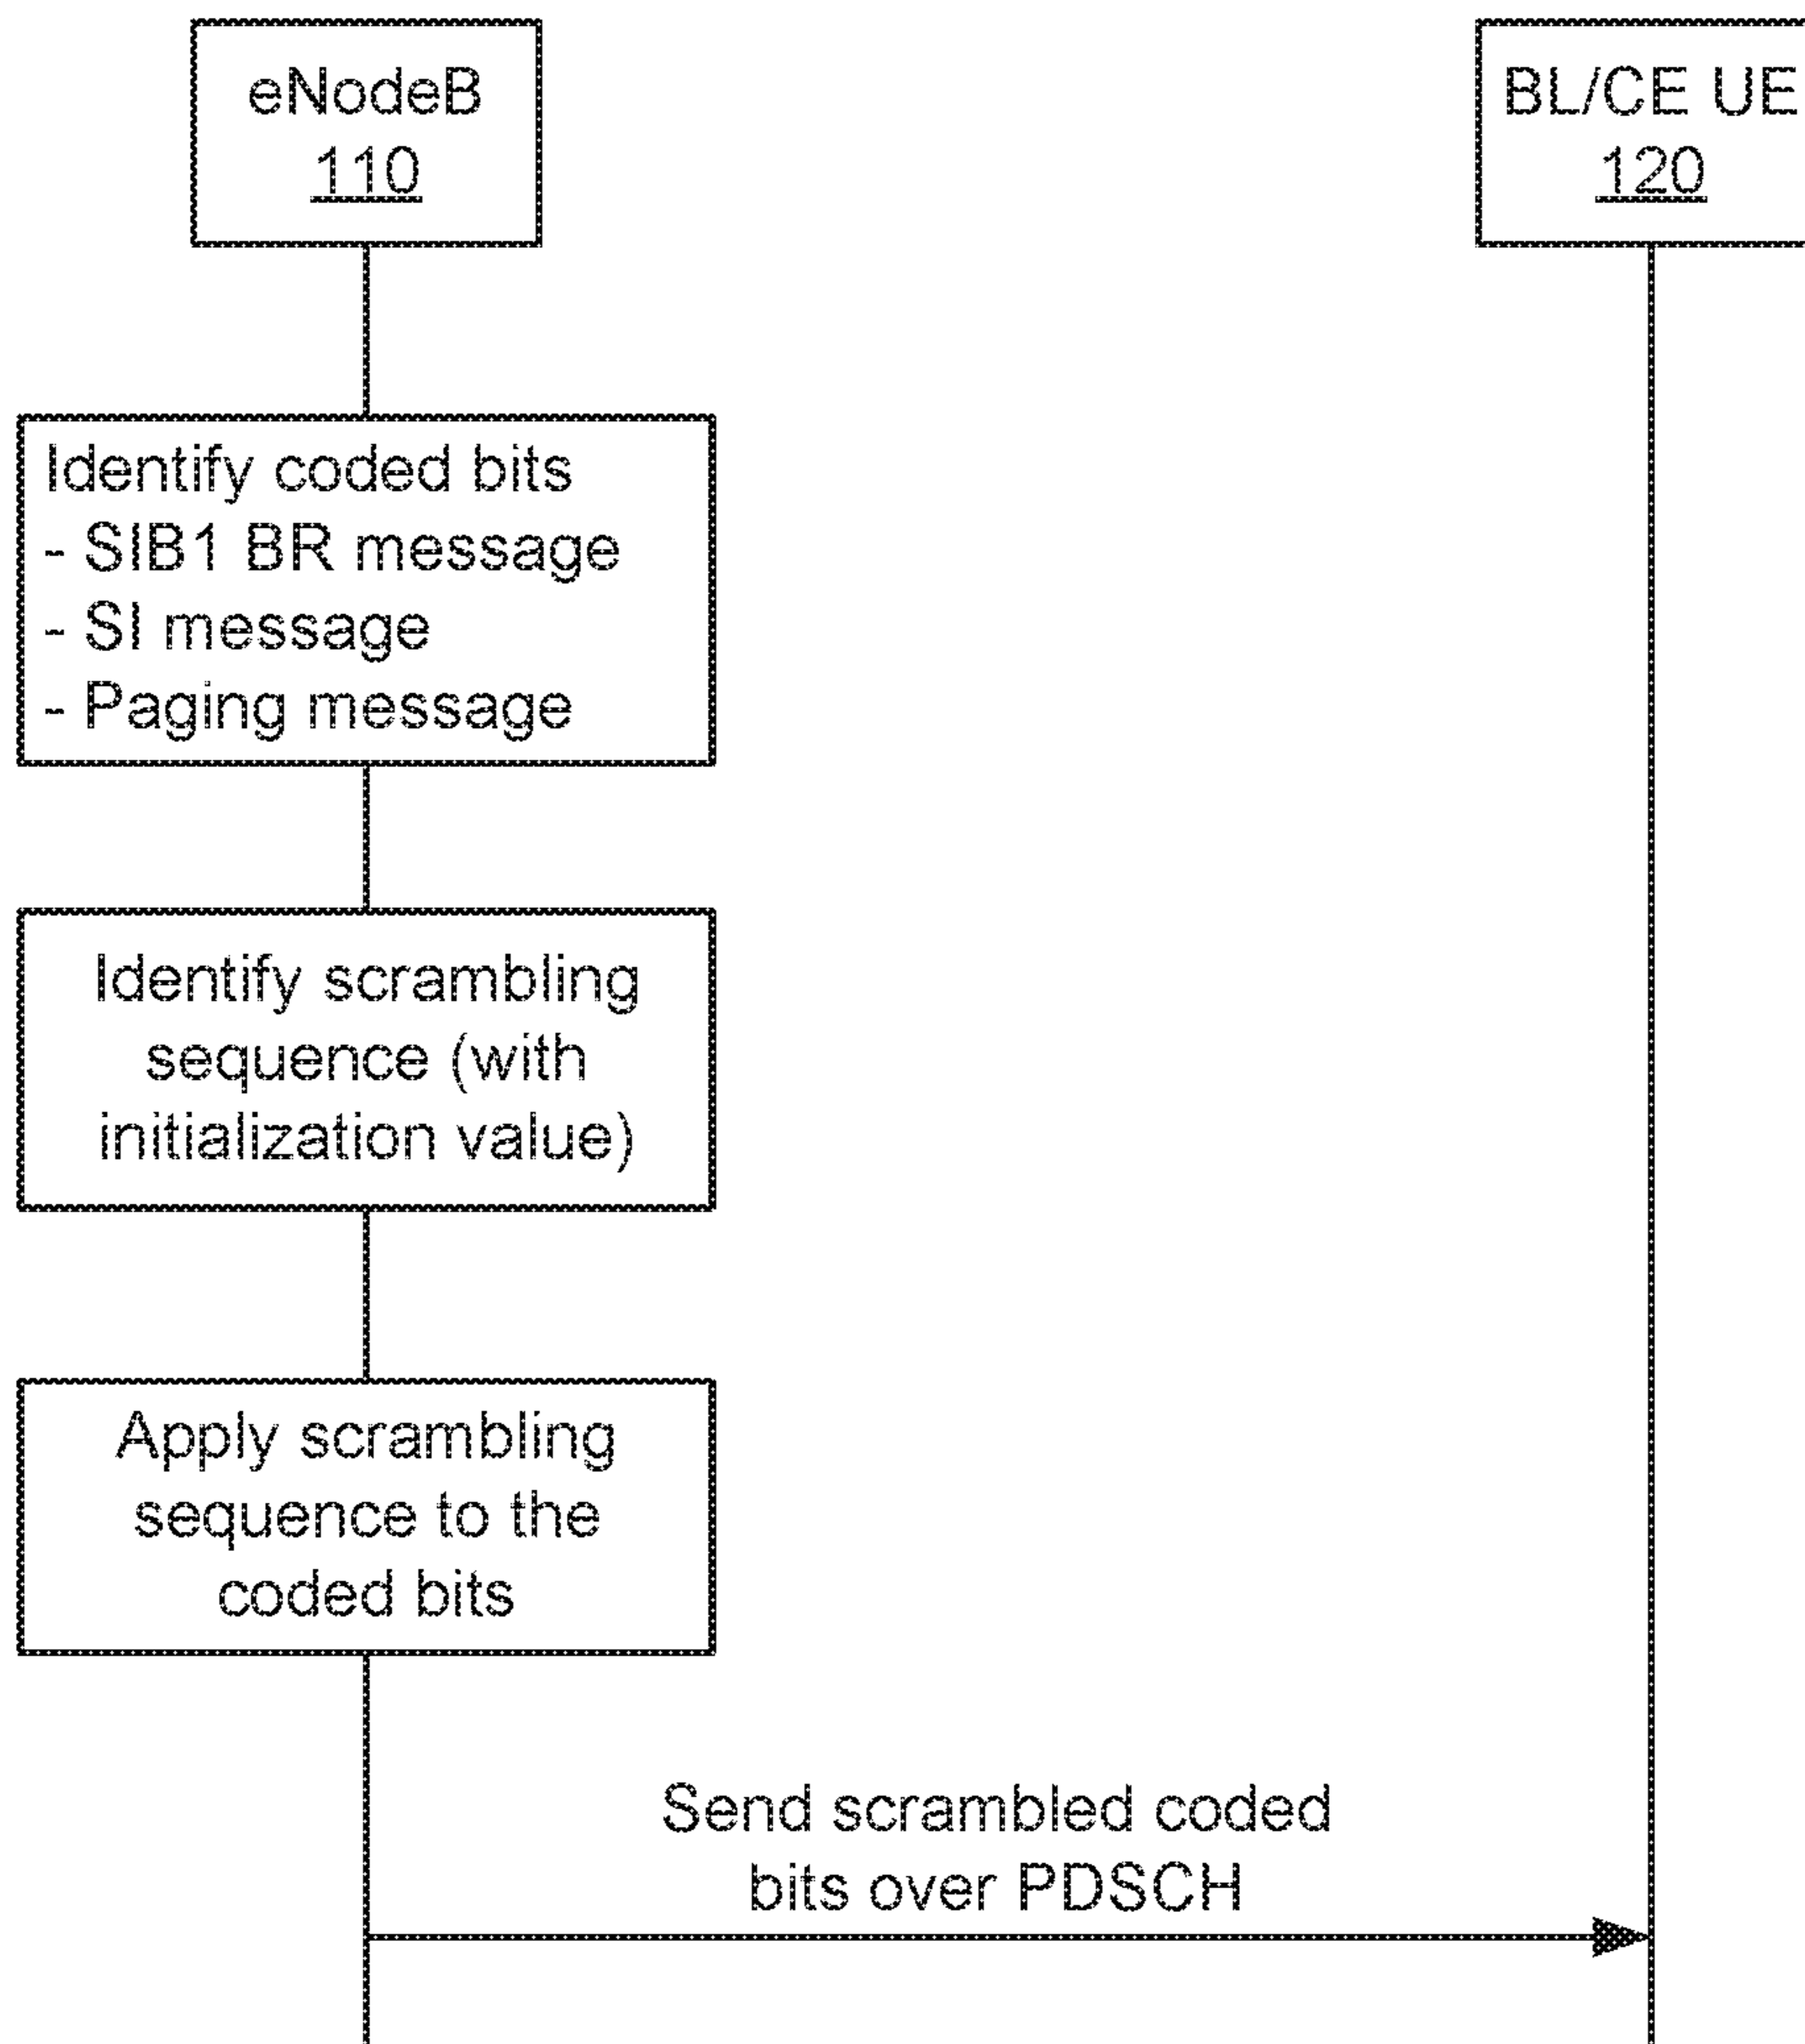 eNodeB
110
BL/CE UE
120
Identify coded bits
- SIB1 BR message
- SI message
- Paging message
Identify scrambling
sequence (with
initialization value)
Apply scrambling
sequence to the
coded bits
Send scrambled coded
bits over PDSCH